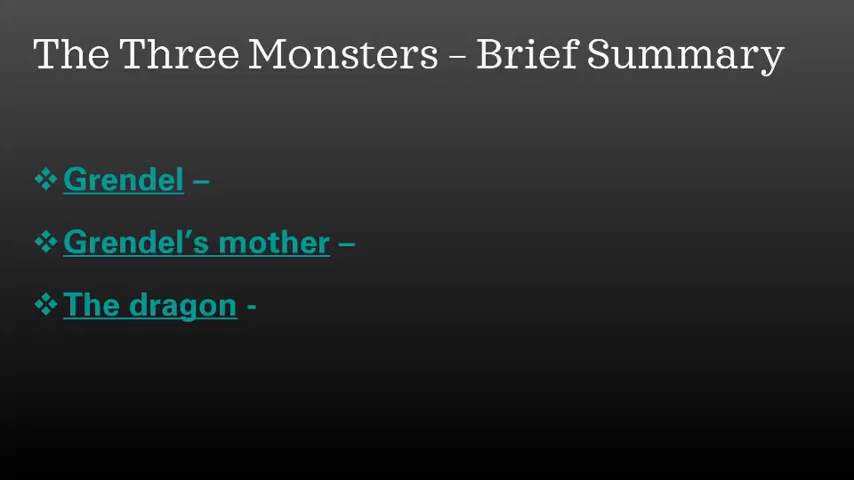 The Three Monsters – Brief Summary
❖Grendel –
❖Grendel’s mother –
❖The dragon -